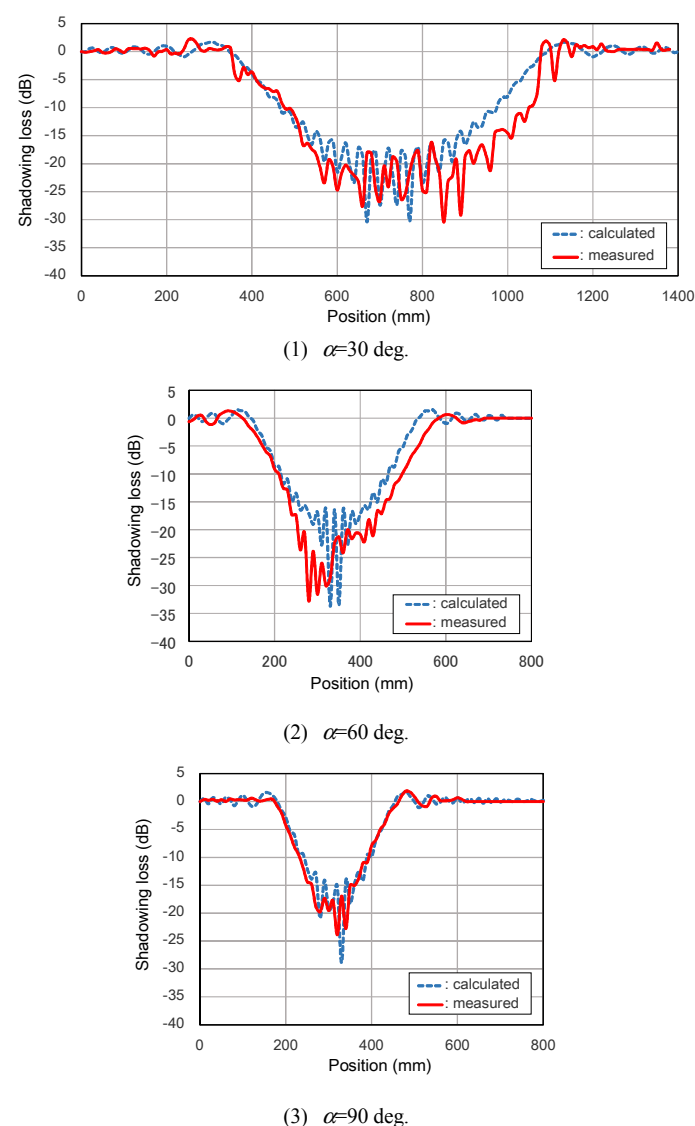 5
0
-5
-10
-15
-20
-25
-30
-35
-40
Shadowing loss (dB)
: calculated
: measured
0 200 400 600 800 1000 1200 1400
Position (mm)
(1) α=30 deg.
5
0
−5
−10
−15
−20
−25
−30
−35
−40
Shadowing loss (dB)
: calculated
: measured
0 200 400 600 800
Position (mm)
(2) α=60 deg.
5
0
-5
-10
-15
-20
-25
-30
-35
-40
Shadowing loss (dB)
: calculated
: measured
0 200 400 600 800
Position (mm)
(3) α=90 deg.